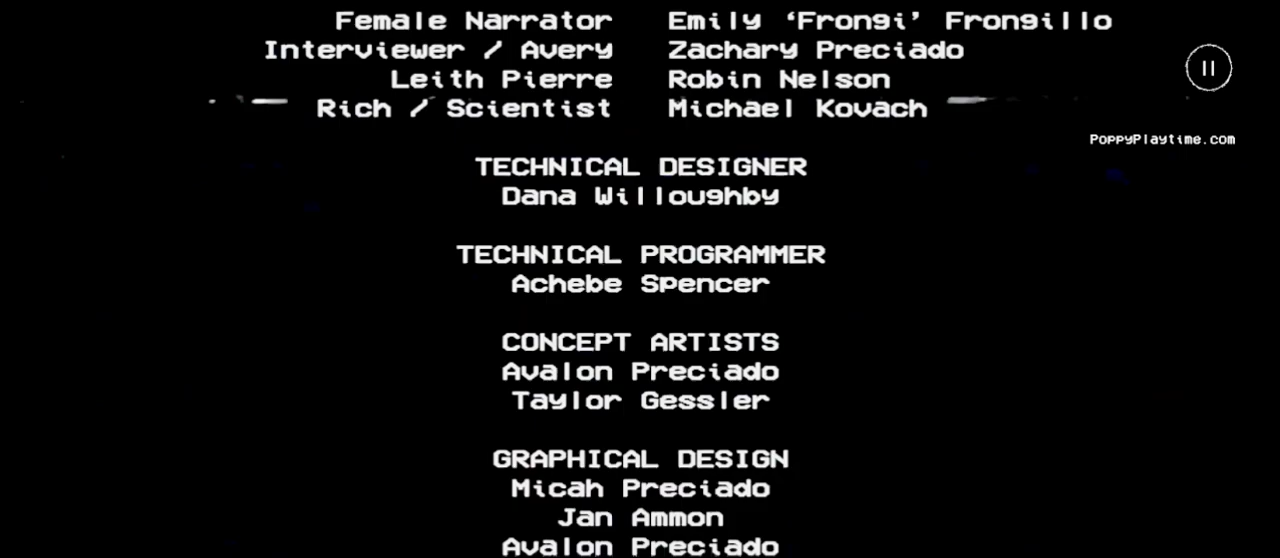 Female Narrator Emily ‘Frongi’ Frongillo
Interviewer / Avery Zachary Preciado
Leith Pierre Robin Nelson
Rich / Scientist Michael Kovach
PoppyPlaytime.com
TECHNICAL DESIGNER
Dana Willoughby
TECHNICAL PROGRAMMER
Achebe Spencer
CONCEPT ARTISTS
Avalon Preciado
Taylor Gessler
GRAPHICAL DESIGN
Micah Preciado
Jan Ammon
Avalon Preciado